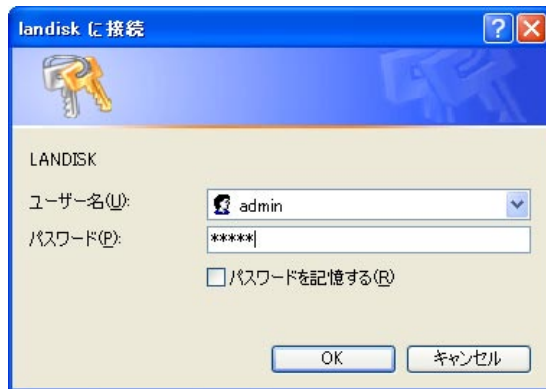 landisk に接続
LANDISK
ユーザー名(U):
admin
パスワード(P):
*****
パスワードを記憶する(R)
OK
キャンセル